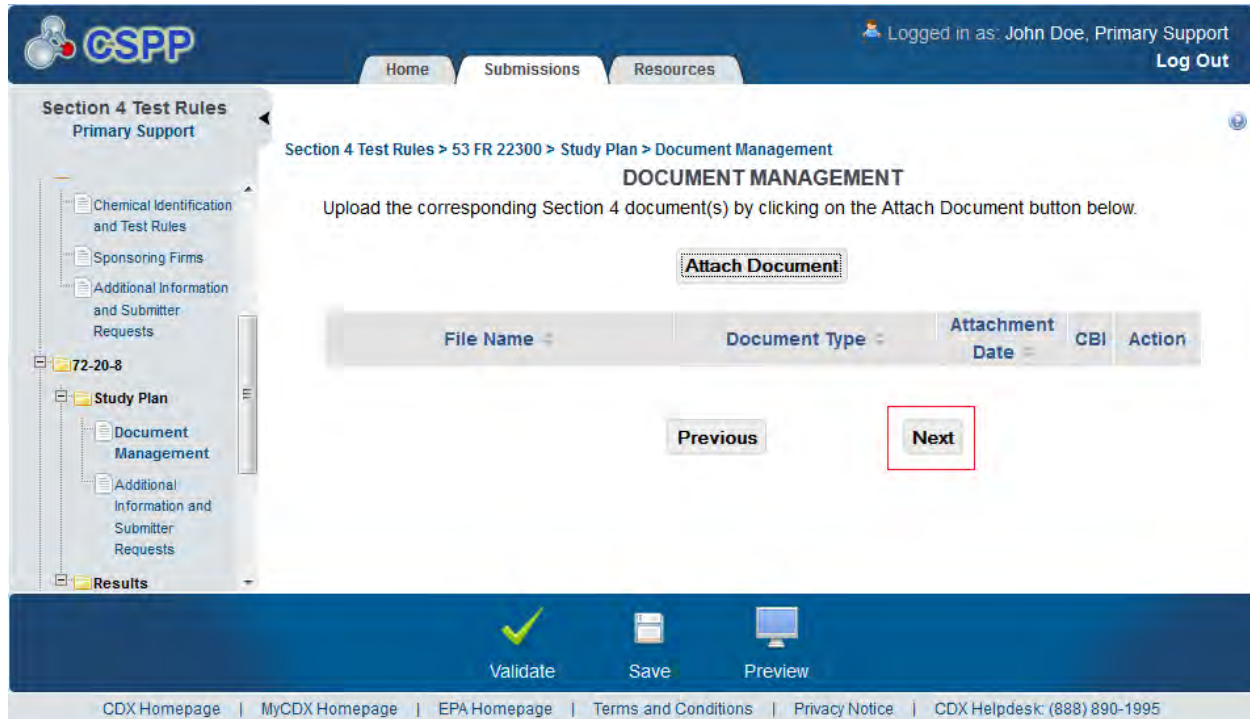 CSPP
Logged in as: John Doe, Primary Support
Log Out
Home Submissions Resources
Section 4 Test Rules
Primary Support
Chemical Identification
and Test Rules
Sponsoring Firms
Additional Information
and Submitter
Requests
72-20-8
Study Plan
Document
Management
Additional
Information and
Submitter
Requests
Results
Section 4 Test Rules > 53 FR 22300 > Study Plan > Document Management
DOCUMENT MANAGEMENT
Upload the corresponding Section 4 document(s) by clicking on the Attach Document button below.
Attach Document
File Name Document Type Attachment Date CBI Action
Previous Next
Validate Save Preview
CDX Homepage | MyCDX Homepage | EPA Homepage | Terms and Conditions | Privacy Notice | CDX Helpdesk: (888) 890-1995